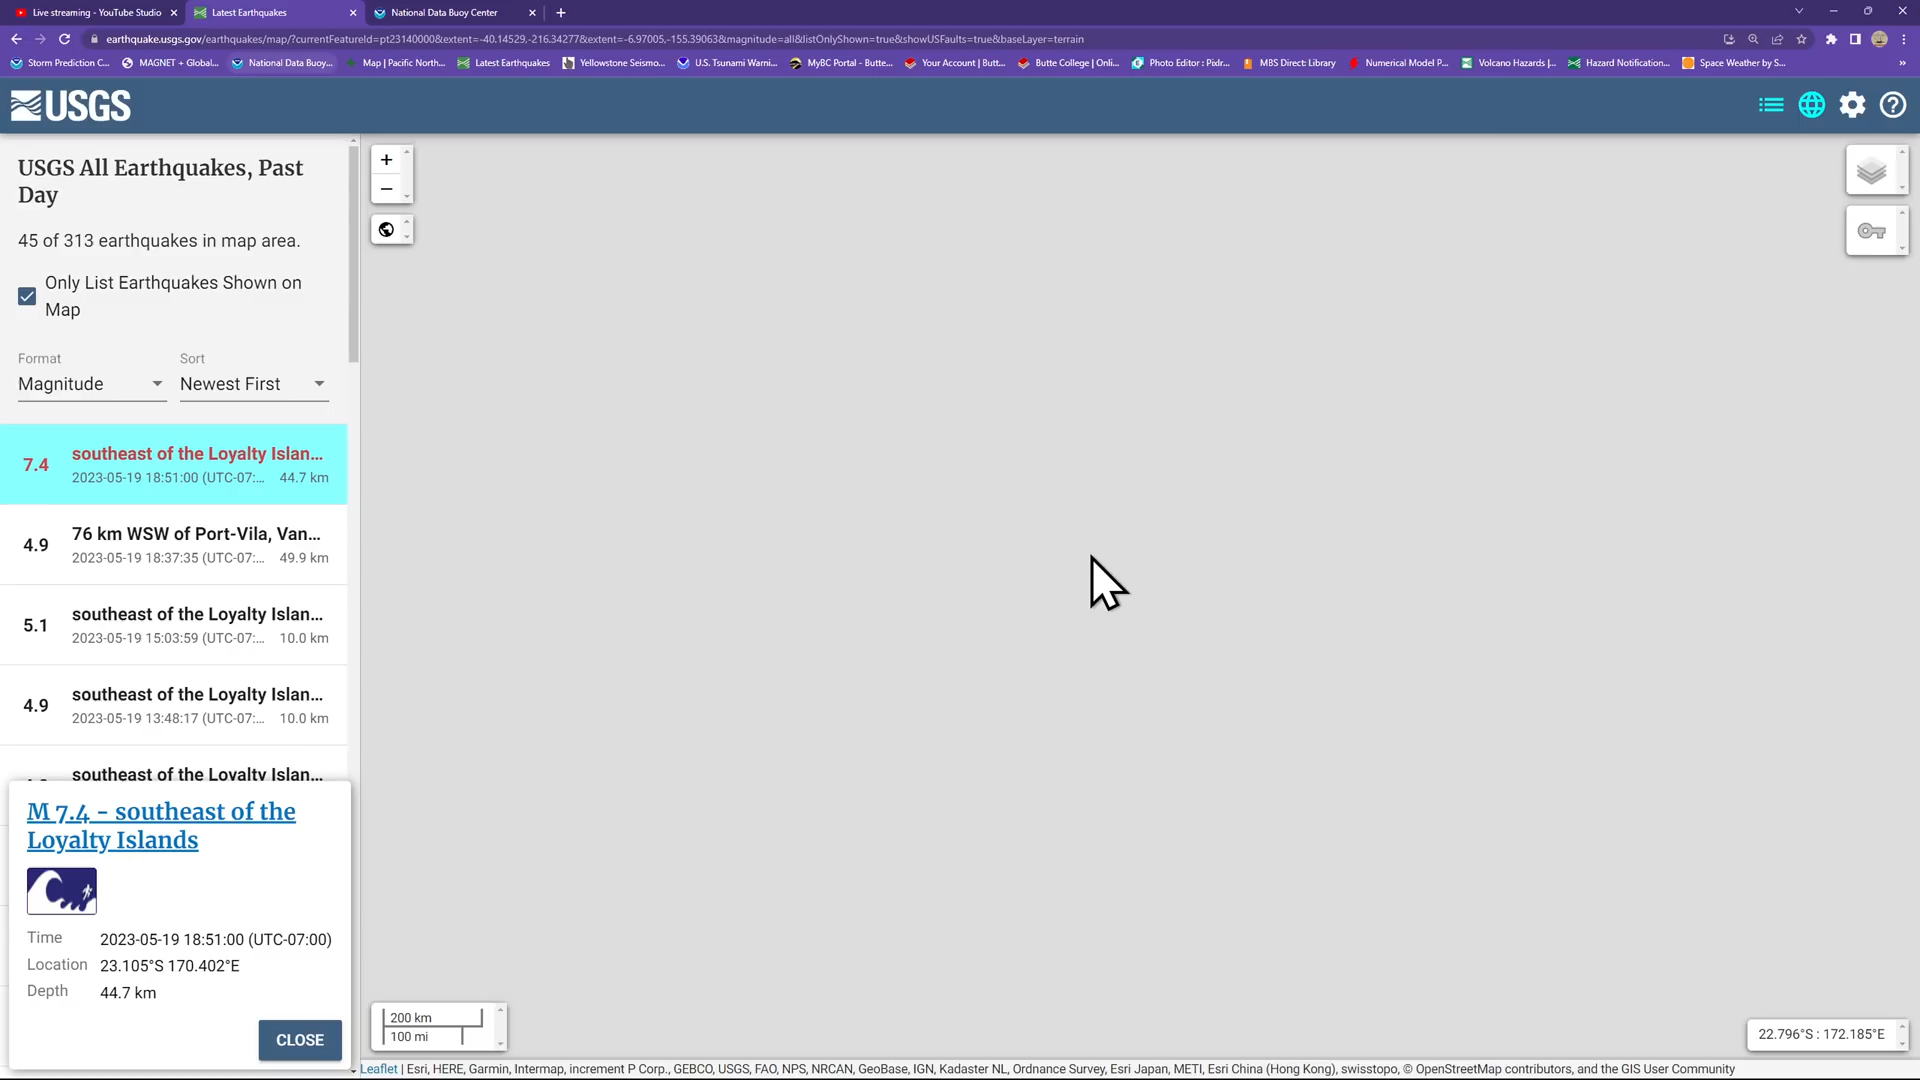 Live streaming - YouTube Studio
Latest Earthquakes
National Data Buoy Center
earthquake.usgs.gov/earthquakes/map/?currentFeatureId=pt23140000&extent=-40.14529,-216.34277&extent=-6.97005,-155.39063&magnitude=all&listOnlyShown=true&showUSFaults=true&baseLayer=terrain
Storm Prediction C...
MAGNET + Global...
National Data Buoy...
Map | Pacific North...
Latest Earthquakes
Yellowstone Seismo...
U.S. Tsunami Warni...
MyBC Portal - Butte...
Your Account | Butt...
Butte College | Onli...
Photo Editor : Pixlr...
MBS Direct: Library
Numerical Model P...
Volcano Hazards |...
Hazard Notification...
Space Weather by S...
»
USGS
USGS All Earthquakes, Past
Day
45 of 313 earthquakes in map area.
Only List Earthquakes Shown on
Map
Format
Sort
Magnitude
Newest First
7.4
southeast of the Loyalty Islan...
2023-05-19 18:51:00 (UTC-07:...
44.7 km
4.9
76 km WSW of Port-Vila, Van...
2023-05-19 18:37:35 (UTC-07:...
49.9 km
5.1
southeast of the Loyalty Islan...
2023-05-19 15:03:59 (UTC-07:...
10.0 km
4.9
southeast of the Loyalty Islan...
2023-05-19 13:48:17 (UTC-07:...
10.0 km
southeast of the Loyalty Islan...
M 7.4 - southeast of the
Loyalty Islands
Time 2023-05-19 18:51:00 (UTC-07:00)
Location 23.105°S 170.402°E
Depth 44.7 km
CLOSE
+
−
200 km
100 mi
22.796°S : 172.185°E
Leaflet | Esri, HERE, Garmin, Intermap, increment P Corp., GEBCO, USGS, FAO, NPS, NRCAN, GeoBase, IGN, Kadaster NL, Ordnance Survey, Esri Japan, METI, Esri China (Hong Kong), swisstopo, © OpenStreetMap contributors, and the GIS User Community